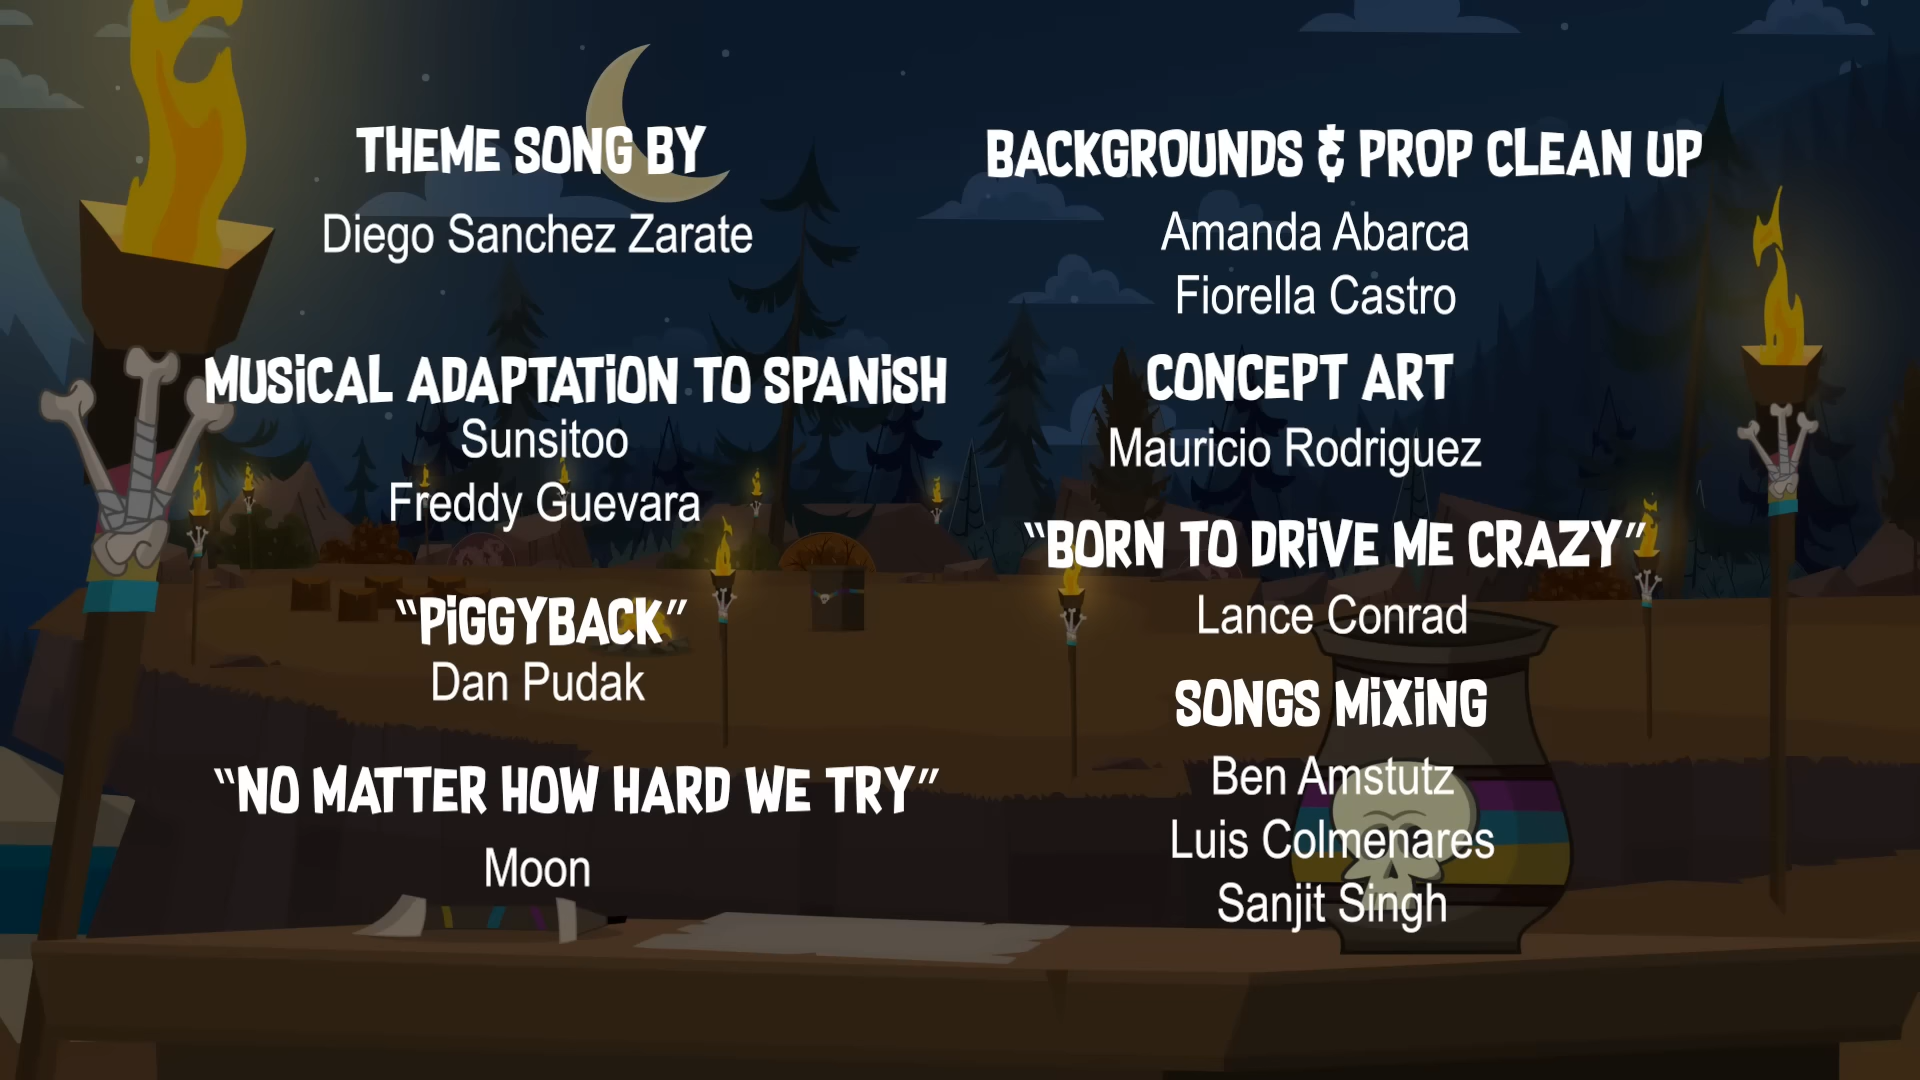 THEME SONG BY
Diego Sanchez Zarate
MUSiCAL ADAPTATiON TO SPANiSH
Sunsitoo
Freddy Guevara
“PiGGYBACK”
Dan Pudak
“NO MATTER HOW HARD WE TRY”
Moon
BACKGROUNDS & PROP CLEAN UP
Amanda Abarca
Fiorella Castro
CONCEPT ART
Mauricio Rodriguez
“BORN TO DRiVE ME CRAZY”
Lance Conrad
SONGS MiXiNG
Ben Amstutz
Luis Colmenares
Sanjit Singh